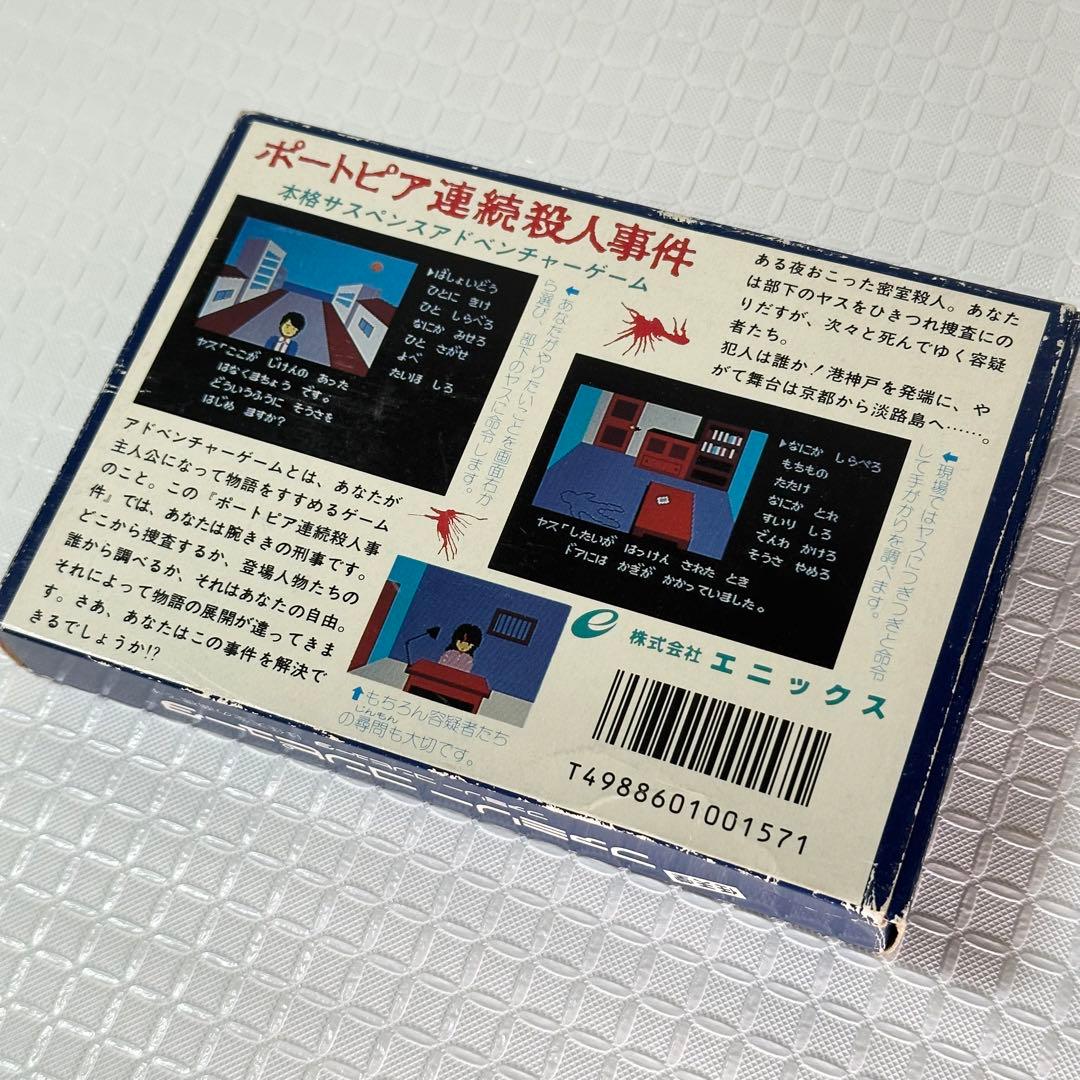 ポートピア連続殺人事件
本格サスペンスアドベンチャーゲーム
▶ばしょいどう
ひとに きけ
ひと しらべろ
なにか みせろ
ひと さがせ
よべ
たいほ しろ
ヤス「ここが じけんの あった
はなくまちょう です。
どういうふうに そうさを
はじめ ますか?
⬅あなたがやりたいことを画面右か
ら選び、部下のヤスに命令します。
ある夜おこった密室殺人。あなた
は部下のヤスをひきつれ捜査にの
りだすが、次々と死んでゆく容疑
者たち。
犯人は誰か!港神戸を発端に、や
がて舞台は京都から淡路島へ……。
▶なにか しらべろ
もちもの
たたけ
なにか とれ
すいり しろ
でんわ かけろ
そうさ やめろ
ヤス「したいが はっけん された とき
ドアには かぎが かかっていました。
⬅現場ではヤスにつぎつぎと命令
して手がかりを調べます。
アドベンチャーゲームとは、あなたが
主人公になって物語をすすめるゲーム
のこと。この『ポートピア連続殺人事
件』では、あなたは腕ききの刑事です。
どこから捜査するか、登場人物たちの
誰から調べるか、それはあなたの自由。
それによって物語の展開が違ってきま
す。さあ、あなたはこの事件を解決で
きるでしょうか!?
⬆もちろん容疑者たち
じんもん
の尋問も大切です。
e 株式会社 エニックス
T4988601001571
ファミリーコンピュータ